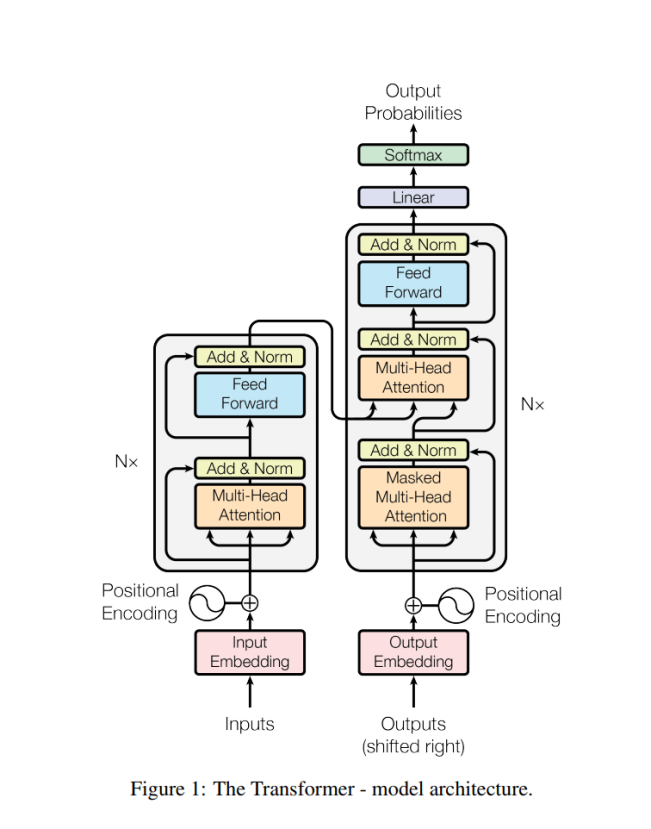 Output
Probabilities
Softmax
Linear
Add & Norm
Feed
Forward
Add & Norm
Multi-Head
Attention
Add & Norm
Masked
Multi-Head
Attention
Nx
Add & Norm
Feed
Forward
Add & Norm
Multi-Head
Attention
N×
Positional
Encoding
Positional
Encoding
Input
Embedding
Output
Embedding
Inputs
Outputs
(shifted right)
Figure 1: The Transformer - model architecture.